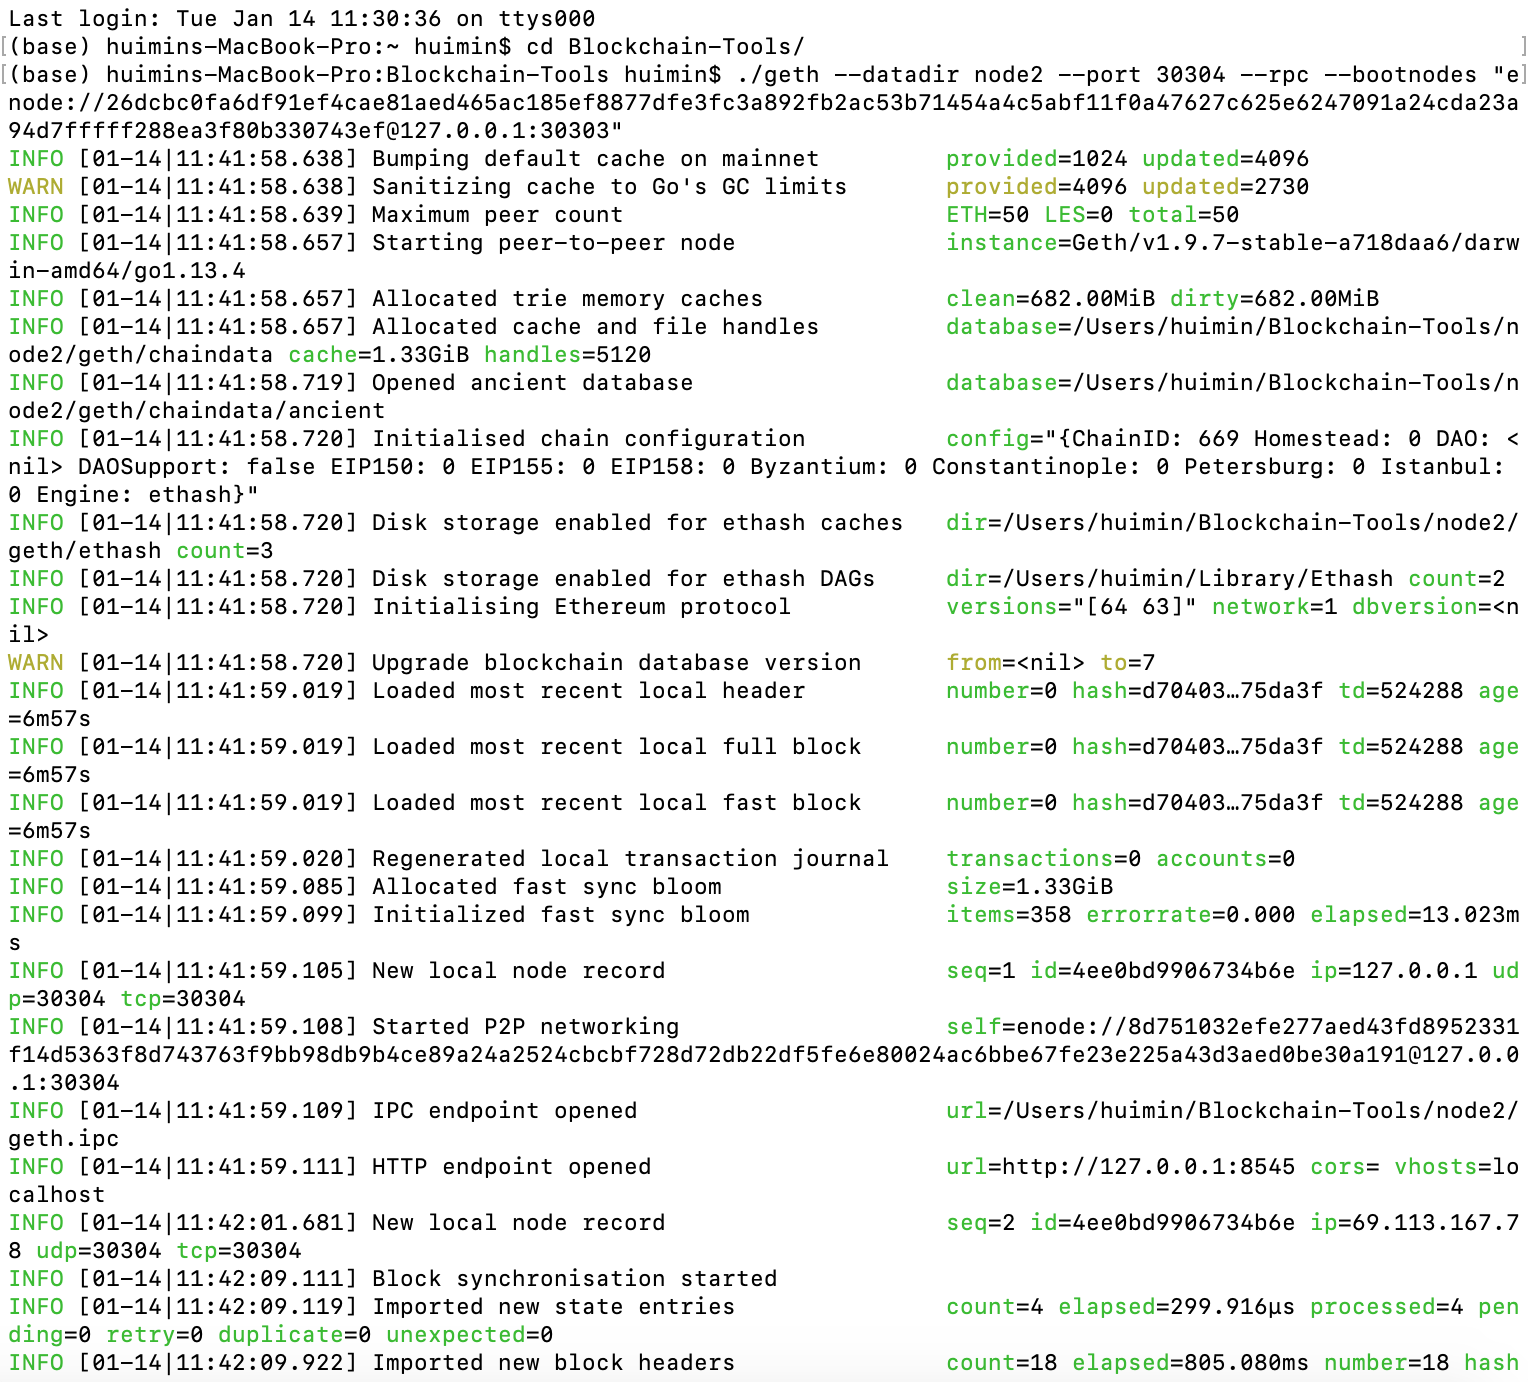 Last login: Tue Jan 14 11:30:36 on ttys000
[(base) huimins-MacBook-Pro:~ huimin$ cd Blockchain-Tools/ ]
[(base) huimins-MacBook-Pro:Blockchain-Tools huimin$ ./geth --datadir node2 --port 30304 --rpc --bootnodes "e]
node://26dcbc0fa6df91ef4cae81aed465ac185ef8877dfe3fc3a892fb2ac53b71454a4c5abf11f0a47627c625e6247091a24cda23a
94d7fffff288ea3f80b330743ef@127.0.0.1:30303"
INFO [01-14|11:41:58.638] Bumping default cache on mainnet provided=1024 updated=4096
WARN [01-14|11:41:58.638] Sanitizing cache to Go's GC limits provided=4096 updated=2730
INFO [01-14|11:41:58.639] Maximum peer count ETH=50 LES=0 total=50
INFO [01-14|11:41:58.657] Starting peer-to-peer node instance=Geth/v1.9.7-stable-a718daa6/darw
in-amd64/go1.13.4
INFO [01-14|11:41:58.657] Allocated trie memory caches clean=682.00MiB dirty=682.00MiB
INFO [01-14|11:41:58.657] Allocated cache and file handles database=/Users/huimin/Blockchain-Tools/n
ode2/geth/chaindata cache=1.33GiB handles=5120
INFO [01-14|11:41:58.719] Opened ancient database database=/Users/huimin/Blockchain-Tools/n
ode2/geth/chaindata/ancient
INFO [01-14|11:41:58.720] Initialised chain configuration config="{ChainID: 669 Homestead: 0 DAO: <
nil> DAOSupport: false EIP150: 0 EIP155: 0 EIP158: 0 Byzantium: 0 Constantinople: 0 Petersburg: 0 Istanbul:
0 Engine: ethash}"
INFO [01-14|11:41:58.720] Disk storage enabled for ethash caches dir=/Users/huimin/Blockchain-Tools/node2/
geth/ethash count=3
INFO [01-14|11:41:58.720] Disk storage enabled for ethash DAGs dir=/Users/huimin/Library/Ethash count=2
INFO [01-14|11:41:58.720] Initialising Ethereum protocol versions="[64 63]" network=1 dbversion=<n
il>
WARN [01-14|11:41:58.720] Upgrade blockchain database version from=<nil> to=7
INFO [01-14|11:41:59.019] Loaded most recent local header number=0 hash=d70403…75da3f td=524288 age
=6m57s
INFO [01-14|11:41:59.019] Loaded most recent local full block number=0 hash=d70403…75da3f td=524288 age
=6m57s
INFO [01-14|11:41:59.019] Loaded most recent local fast block number=0 hash=d70403…75da3f td=524288 age
=6m57s
INFO [01-14|11:41:59.020] Regenerated local transaction journal transactions=0 accounts=0
INFO [01-14|11:41:59.085] Allocated fast sync bloom size=1.33GiB
INFO [01-14|11:41:59.099] Initialized fast sync bloom items=358 errorrate=0.000 elapsed=13.023m
s
INFO [01-14|11:41:59.105] New local node record seq=1 id=4ee0bd9906734b6e ip=127.0.0.1 ud
p=30304 tcp=30304
INFO [01-14|11:41:59.108] Started P2P networking self=enode://8d751032efe277aed43fd8952331
f14d5363f8d743763f9bb98db9b4ce89a24a2524cbcbf728d72db22df5fe6e80024ac6bbe67fe23e225a43d3aed0be30a191@127.0.0
.1:30304
INFO [01-14|11:41:59.109] IPC endpoint opened url=/Users/huimin/Blockchain-Tools/node2/
geth.ipc
INFO [01-14|11:41:59.111] HTTP endpoint opened url=http://127.0.0.1:8545 cors= vhosts=lo
calhost
INFO [01-14|11:42:01.681] New local node record seq=2 id=4ee0bd9906734b6e ip=69.113.167.7
8 udp=30304 tcp=30304
INFO [01-14|11:42:09.111] Block synchronisation started
INFO [01-14|11:42:09.119] Imported new state entries count=4 elapsed=299.916µs processed=4 pen
ding=0 retry=0 duplicate=0 unexpected=0
INFO [01-14|11:42:09.922] Imported new block headers count=18 elapsed=805.080ms number=18 hash